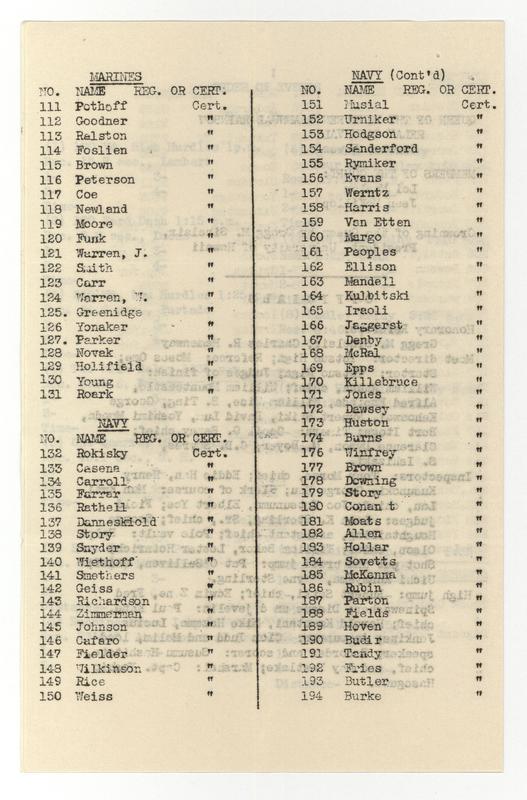 MARINES
NO. NAME REG. OR CERT.
111 Pothoff Cert.
112 Goodner "
113 Ralston "
114 Foslien "
115 Brown "
116 Peterson "
117 Coe "
118 Newland "
119 Moore "
120 Funk "
121 Warren, J. "
122 Smith "
123 Carr "
124 Warren, W. "
125. Greenidge "
126 Yonaker "
127. Parker "
128 Novak "
129 Holifield "
130 Young "
131 Roark "
NAVY
NO. NAME REG. OR CERT.
132 Rokisky Cert.
133 Casena "
134 Carroll "
135 Farrar "
136 Rathell "
137 Danneskiold "
138 Story "
139 Snyder "
140 Wiethoff "
141 Smethers "
142 Geiss "
143 Richardson "
144 Zimmerman "
145 Johnson "
146 Cafaro "
147 Fielder "
148 Wilkinson "
149 Rice "
150 Weiss "
NAVY (Cont'd)
NO. NAME REG. OR CERT.
151 Musial Cert.
152 Urniker "
153 Hodgson "
154 Sanderford "
155 Rymiker "
156 Evans "
157 Werntz "
158 Harris "
159 Van Etten "
160 Margo "
161 Peoples "
162 Ellison "
163 Mandell "
164 Kulbitski "
165 Iraoli "
166 Jaggerst "
167 Denby "
168 McRal "
169 Epps "
170 Killebruce "
171 Jones "
172 Dawsey "
173 Huston "
174 Burns "
176 Winfrey "
177 Brown "
178 Downing "
179 Story "
180 Conant "
181 Moats "
182 Allen "
193 Hollar "
184 Sovetts "
185 McKenna "
186 Rubin "
187 Parton "
188 Fields "
189 Hoven "
190 Budir "
191 Tandy "
192 Fries "
193 Butler "
194 Burke "